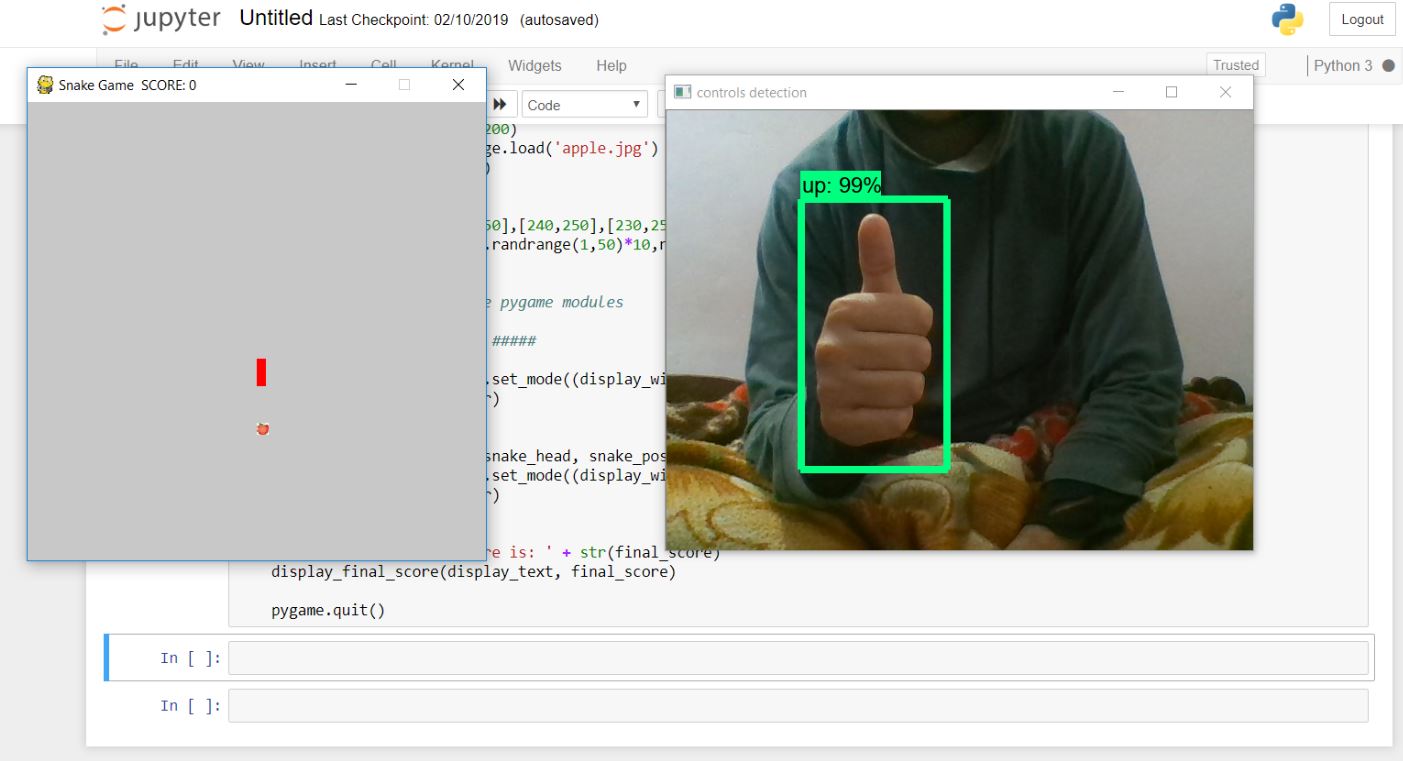 jupyter Untitled Last Checkpoint: 02/10/2019 (autosaved)
Logout
File Edit View Insert Cell Kernel Widgets Help
Trusted
Python 3
Snake Game SCORE: 0
Code
controls detection
up: 99%
200)
ge.load('apple.jpg')
)
50],[240,250],[230,25
.randrange(1,50)*10,r
e pygame modules
#####
.set_mode((display_wi
r)
snake_head, snake_pos
.set_mode((display_wi
r)
re is: ' + str(final_score)
display_final_score(display_text, final_score)
pygame.quit()
In [ ]:
In [ ]: